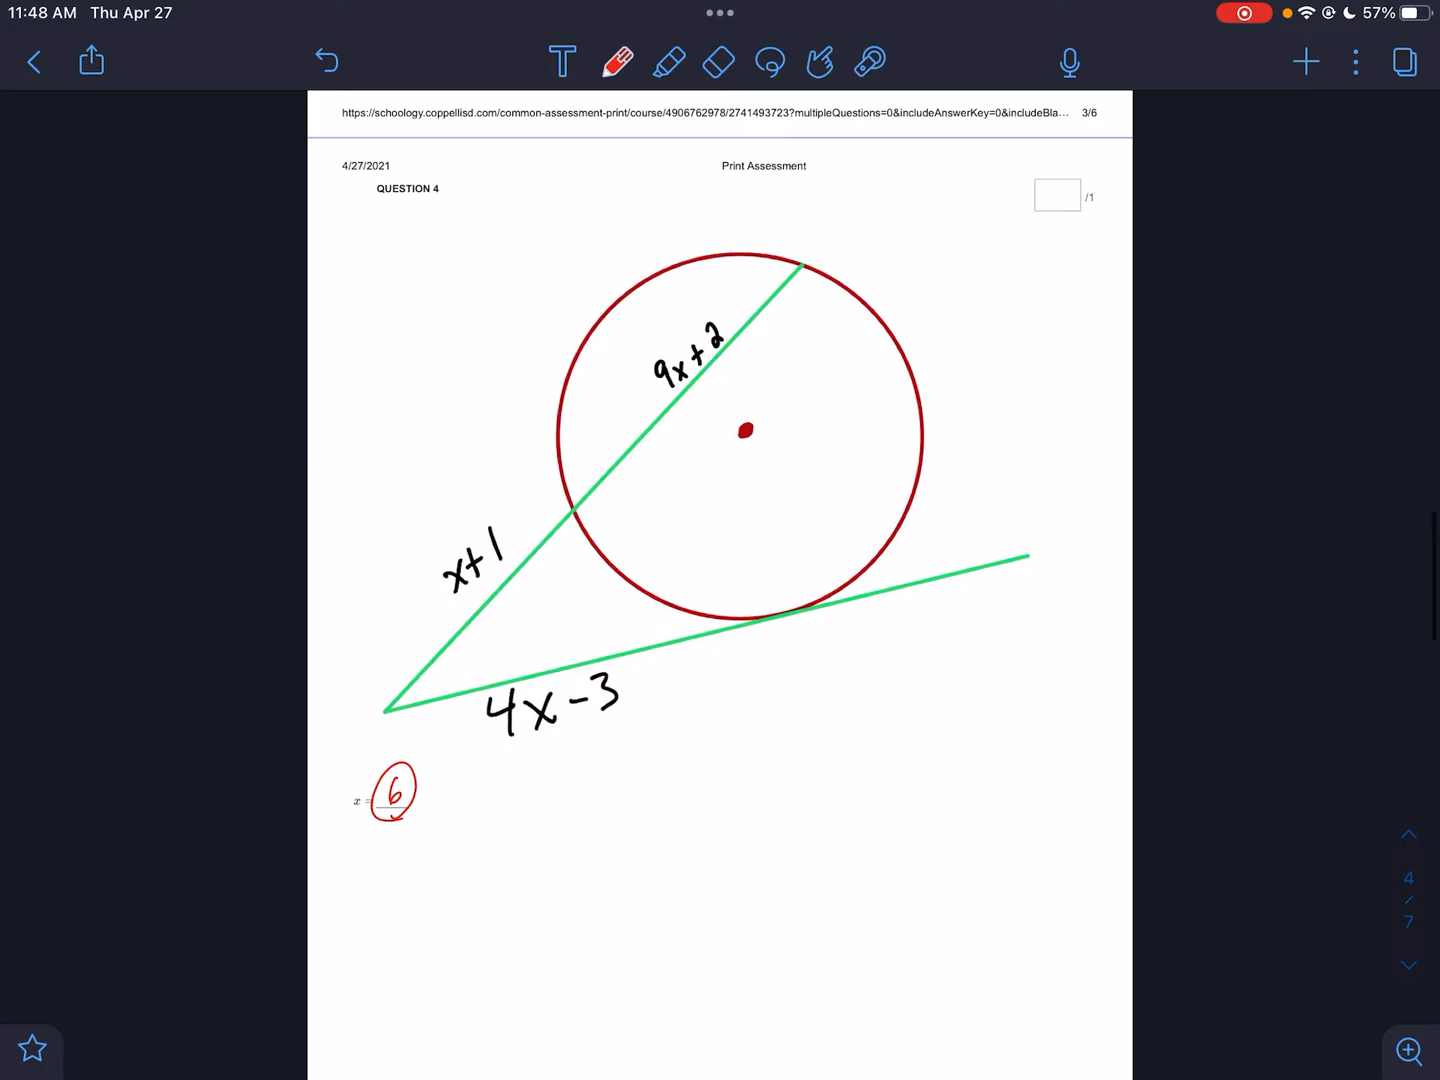 11:48 AM Thu Apr 27
57%
https://schoology.coppellisd.com/common-assessment-print/course/4906762978/2741493723?multipleQuestions=0&includeAnswerKey=0&includeBla… 3/6
4/27/2021 Print Assessment
QUESTION 4
/1
9x+2
x+1
4x-3
x = 6
4
/
7